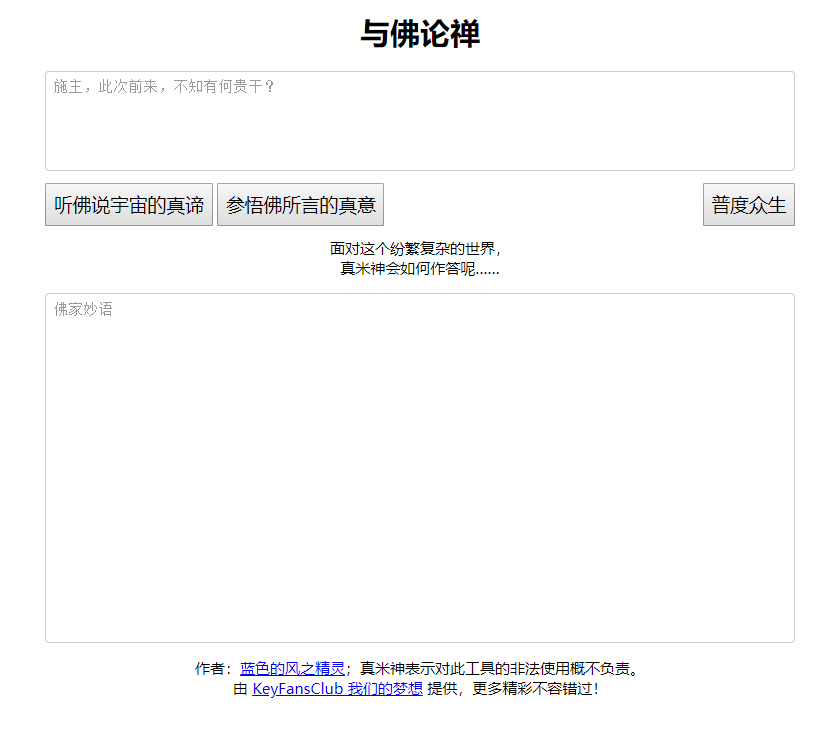 与佛论禅
施主，此次前来，不知有何贵干？
听佛说宇宙的真谛 参悟佛所言的真意 普度众生
面对这个纷繁复杂的世界，
真米神会如何作答呢……
佛家妙语
作者：蓝色的风之精灵；真米神表示对此工具的非法使用概不负责。
由 KeyFansClub 我们的梦想 提供，更多精彩不容错过！